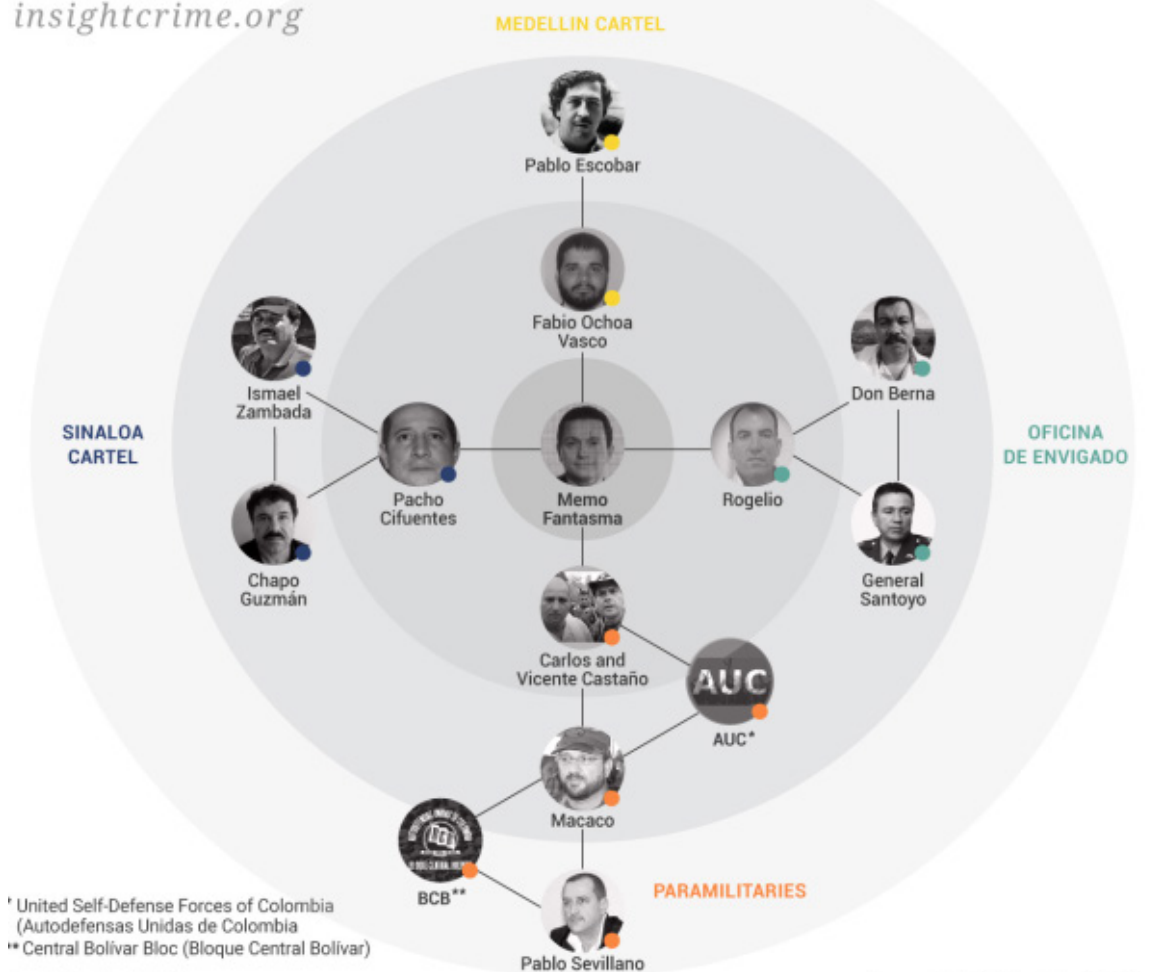 insightcrime.org
MEDELLIN CARTEL
Pablo Escobar
Fabio Ochoa
Vasco
Ismael
Zambada
Don Berna
SINALOA
CARTEL
OFICINA
DE ENVIGADO
Pacho
Cifuentes
Memo
Fantasma
Rogelio
Chapo
Guzmán
General
Santoyo
Carlos and
Vicente Castaño
AUC
AUC*
Macaco
BCB**
PARAMILITARIES
Pablo Sevillano
* United Self-Defense Forces of Colombia
(Autodefensas Unidas de Colombia
** Central Bolívar Bloc (Bloque Central Bolívar)